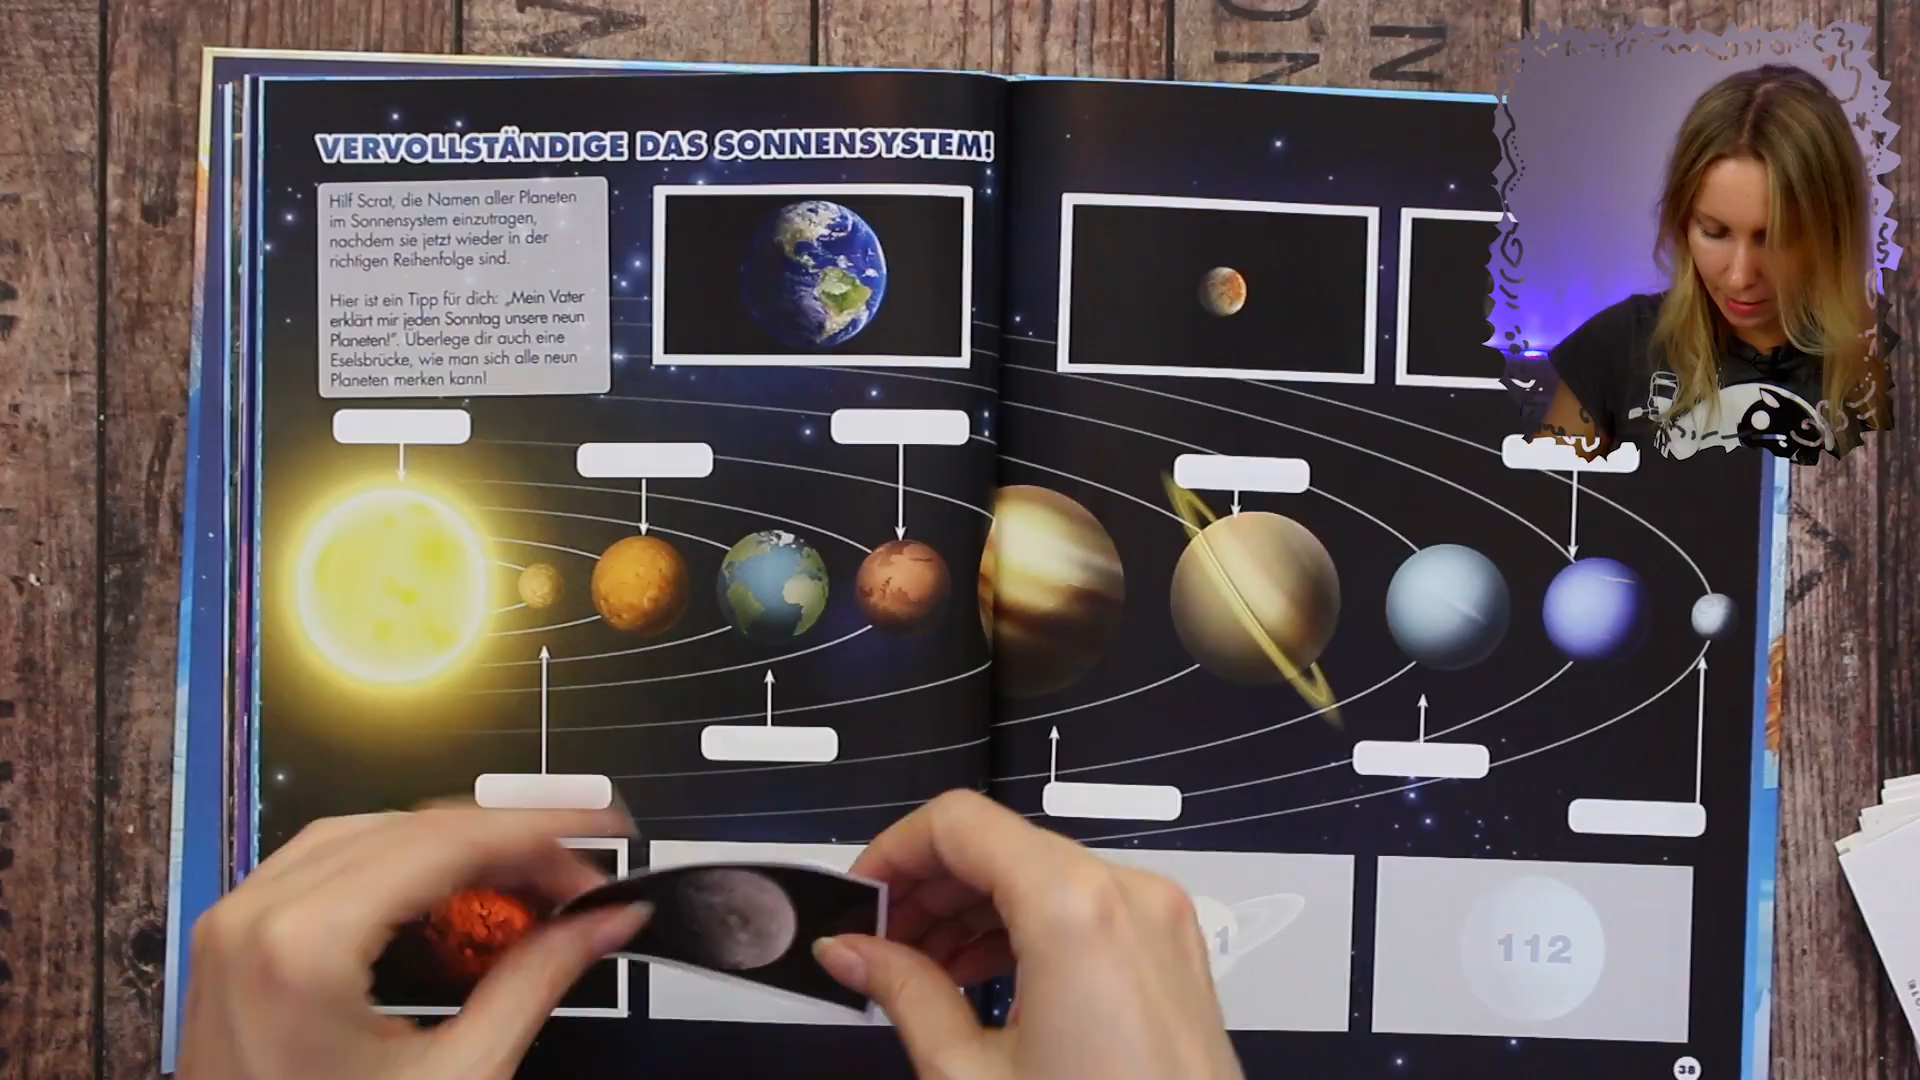 VERVOLLSTÄNDIGE DAS SONNENSYSTEM!
Hilf Scrat, die Namen aller Planeten
im Sonnensystem einzutragen,
nachdem sie jetzt wieder in der
richtigen Reihenfolge sind.
Hier ist ein Tipp für dich: „Mein Vater
erklärt mir jeden Sonntag unsere neun
Planeten!“. Überlege dir auch eine
Eselsbrücke, wie man sich alle neun
Planeten merken kann!
112
38